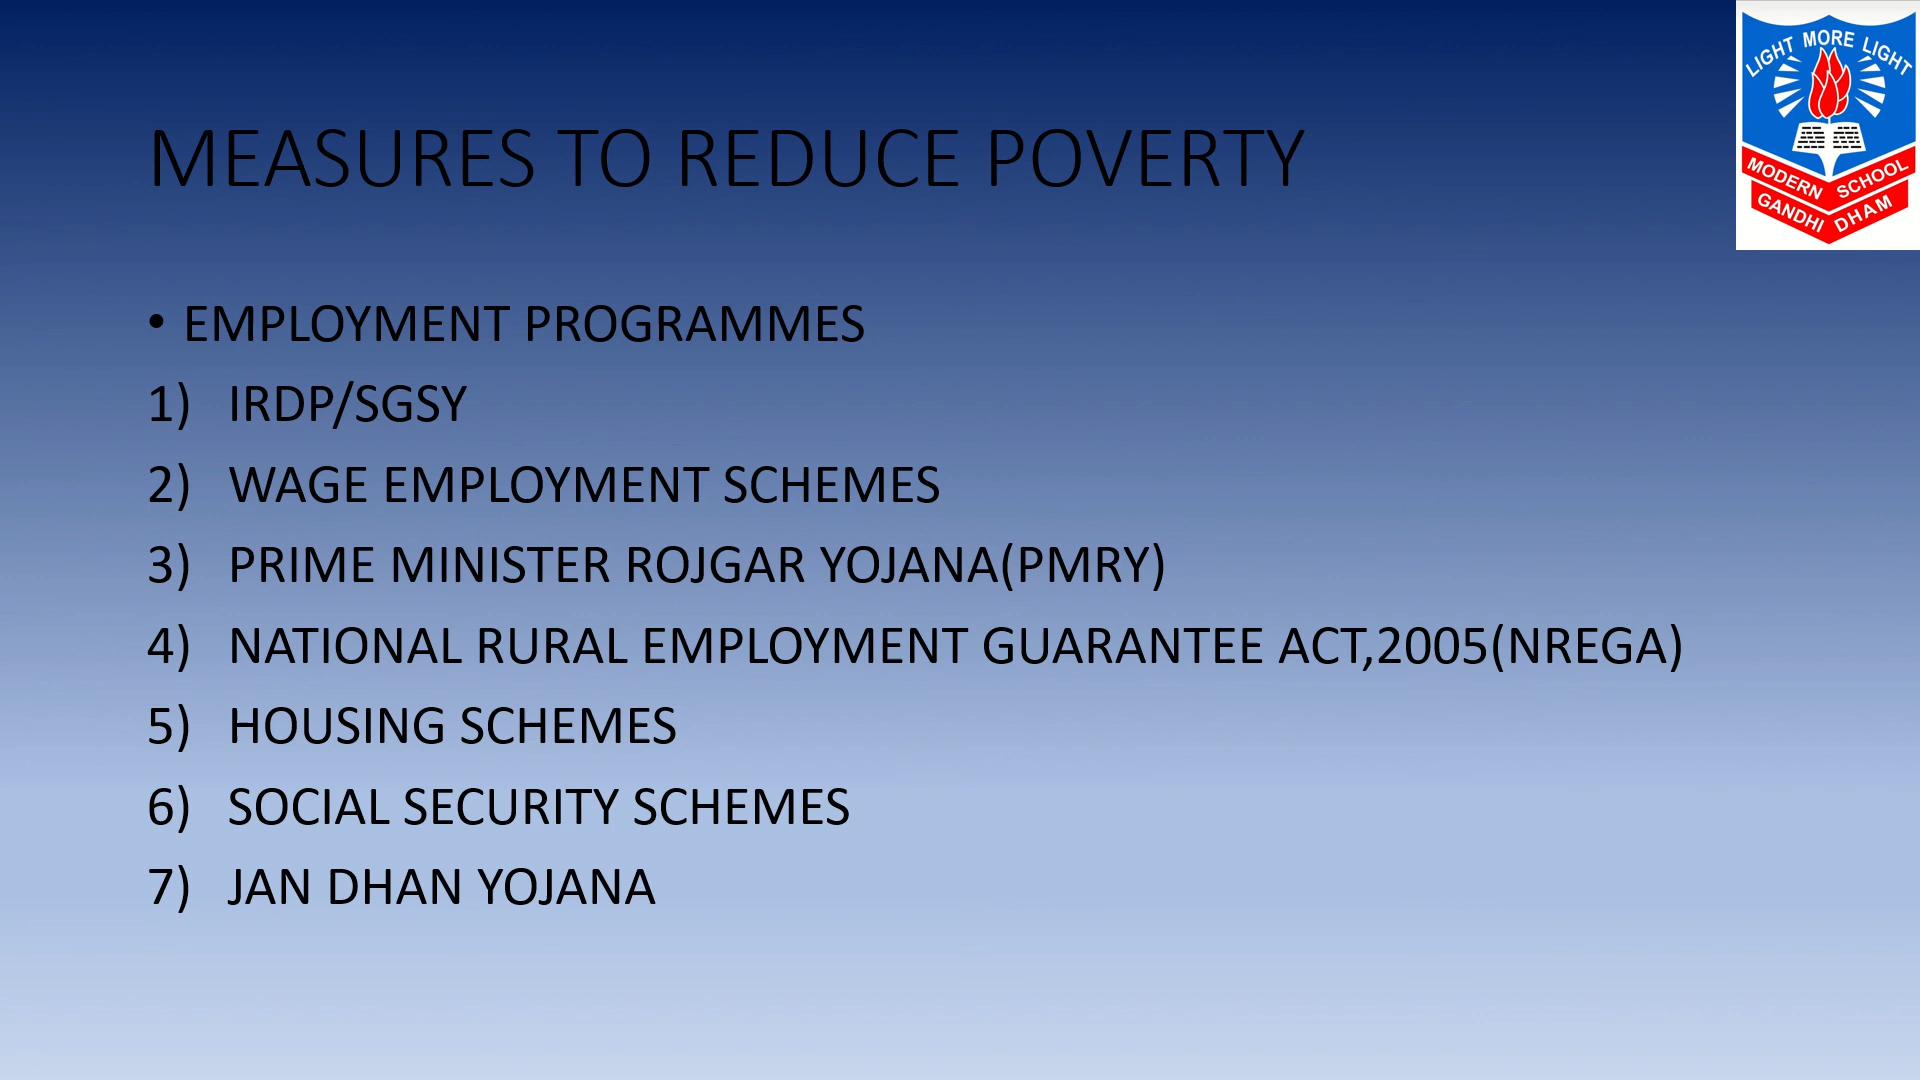 LIGHT MORE LIGHT
MODERN SCHOOL
GANDHI DHAM
MEASURES TO REDUCE POVERTY
• EMPLOYMENT PROGRAMMES
1) IRDP/SGSY
2) WAGE EMPLOYMENT SCHEMES
3) PRIME MINISTER ROJGAR YOJANA(PMRY)
4) NATIONAL RURAL EMPLOYMENT GUARANTEE ACT,2005(NREGA)
5) HOUSING SCHEMES
6) SOCIAL SECURITY SCHEMES
7) JAN DHAN YOJANA